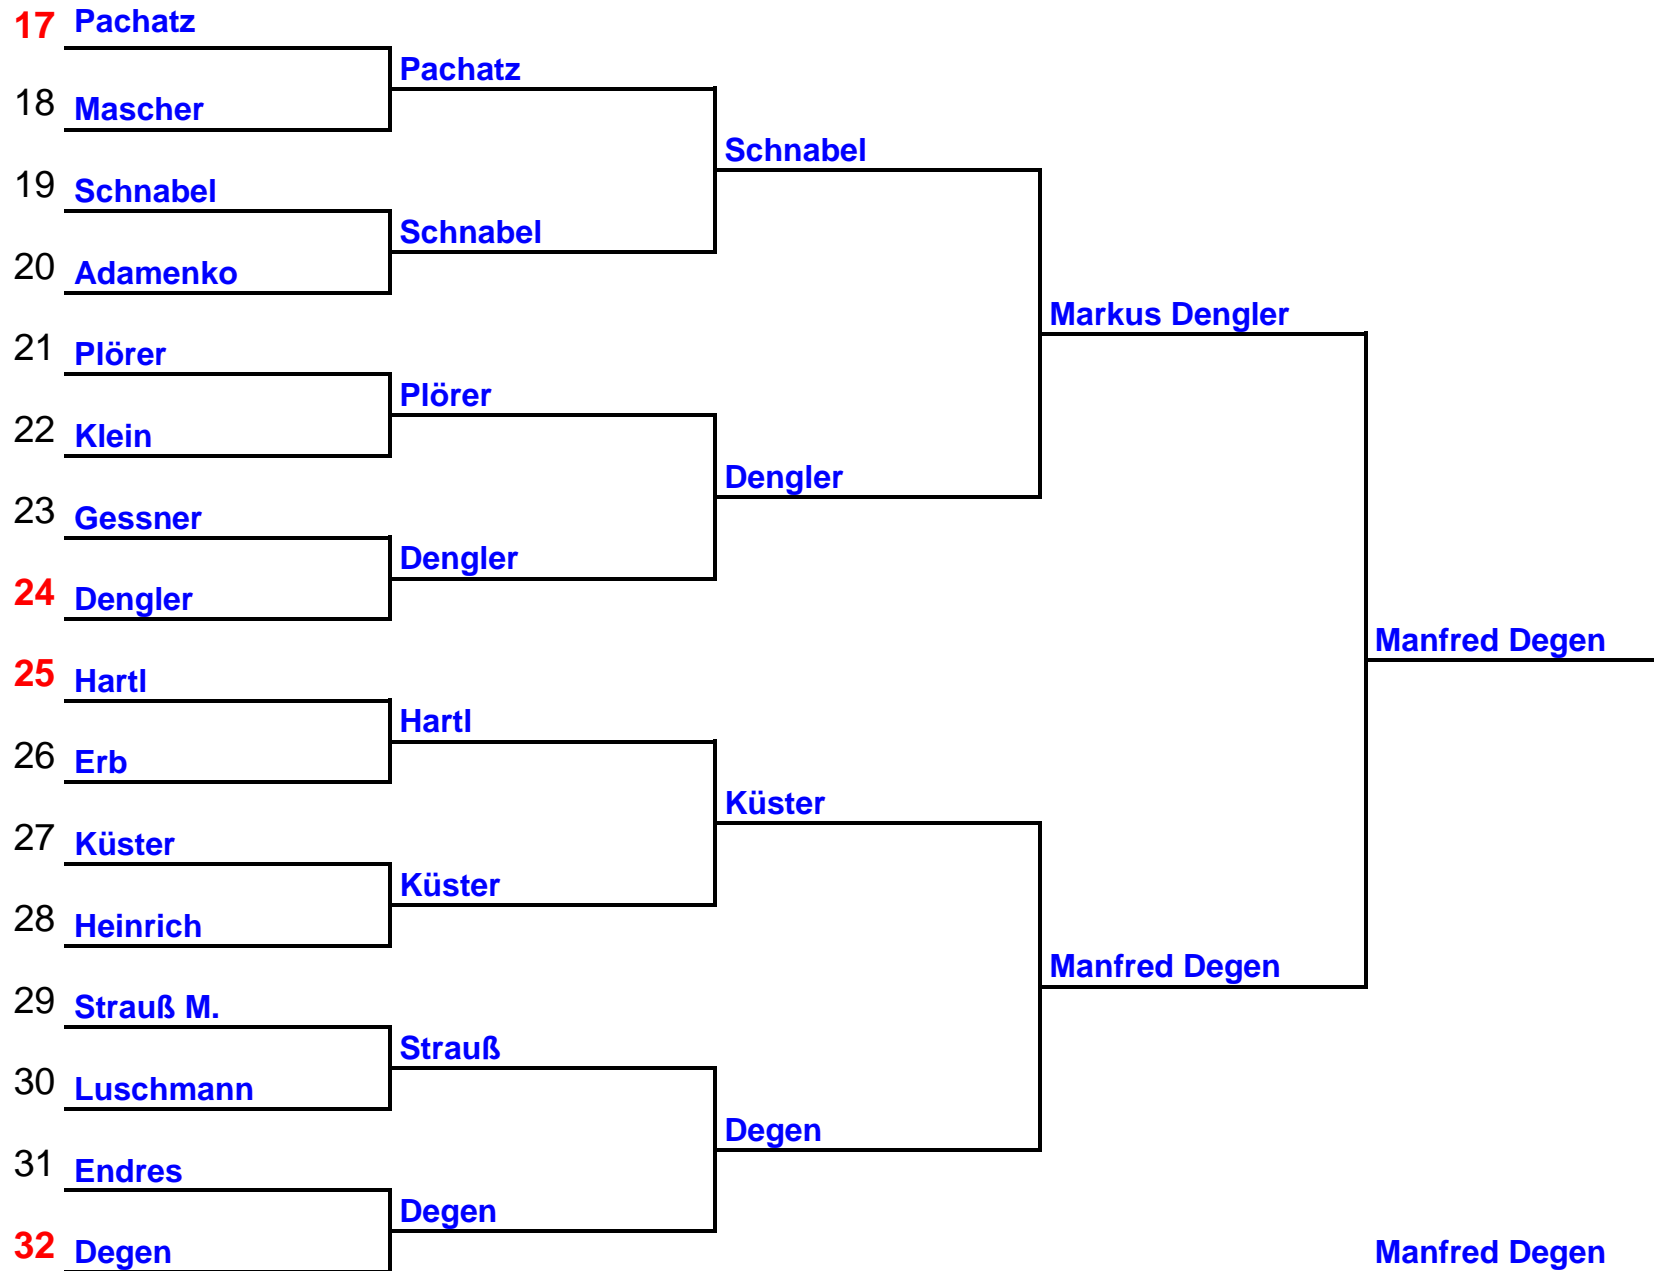 17 Pachatz
Pachatz
18 Mascher
Schnabel
19 Schnabel
Schnabel
20 Adamenko
Markus Dengler
21 Plörer
Plörer
22 Klein
Dengler
23 Gessner
Dengler
24 Dengler
Manfred Degen
25 Hartl
Hartl
26 Erb
Küster
27 Küster
Küster
28 Heinrich
Manfred Degen
29 Strauß M.
Strauß
30 Luschmann
Degen
31 Endres
Degen
32 Degen
Manfred Degen